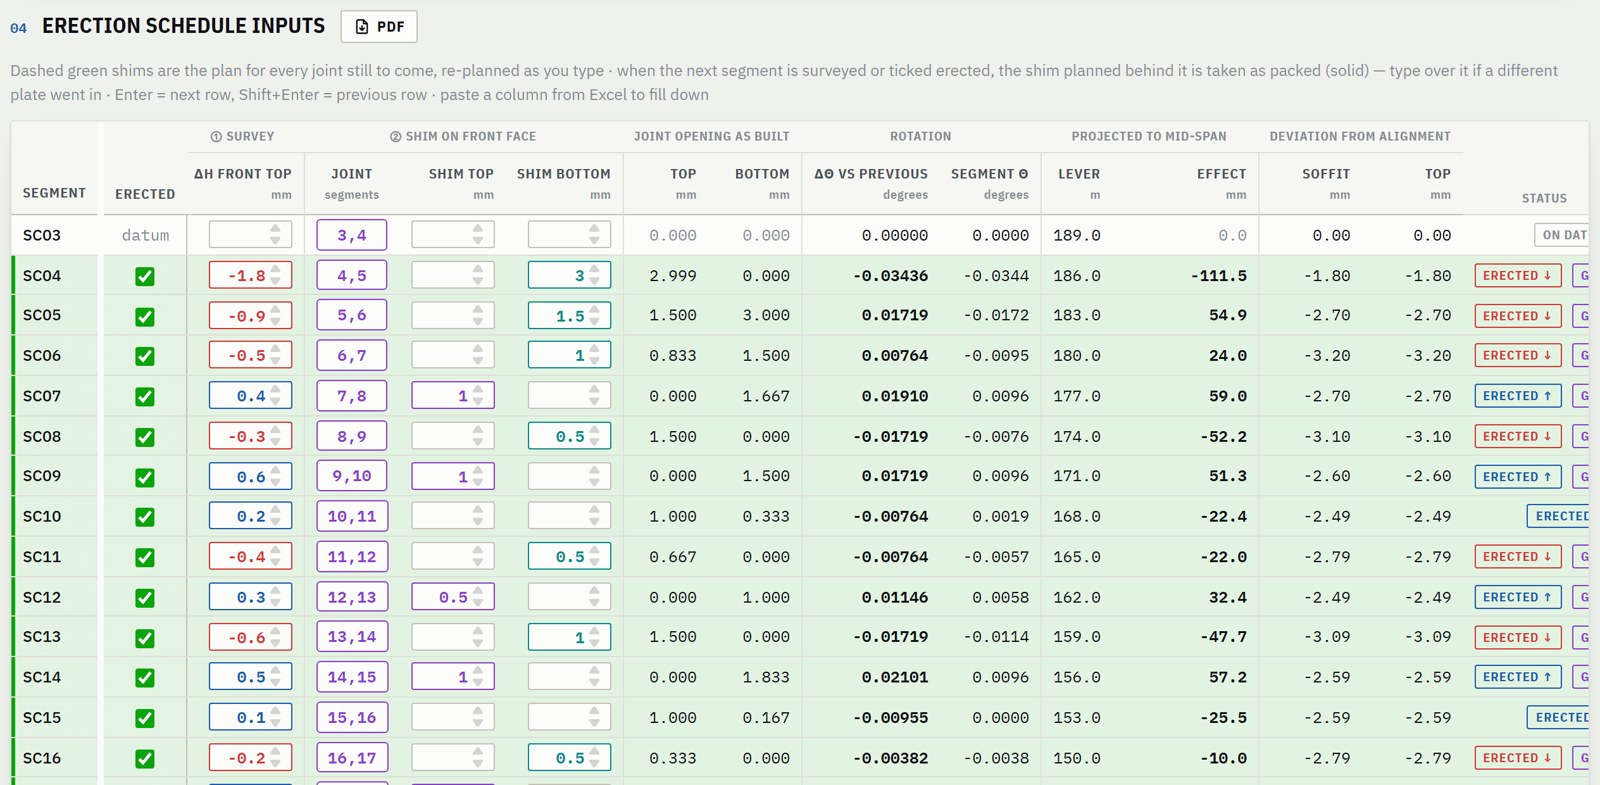 04 ERECTION SCHEDULE INPUTS PDF
Dashed green shims are the plan for every joint still to come, re-planned as you type · when the next segment is surveyed or ticked erected, the shim planned behind it is taken as packed (solid) — type over it if a different
plate went in · Enter = next row, Shift+Enter = previous row · paste a column from Excel to fill down
① SURVEY ② SHIM ON FRONT FACE JOINT OPENING AS BUILT ROTATION PROJECTED TO MID-SPAN DEVIATION FROM ALIGNMENT
SEGMENT ERECTED ΔH FRONT TOP JOINT SHIM TOP SHIM BOTTOM TOP BOTTOM ΔΘ VS PREVIOUS SEGMENT Θ LEVER EFFECT SOFFIT TOP STATUS
mm segments mm mm mm mm degrees degrees m mm mm mm
SC03 datum 3,4 0.000 0.000 0.00000 0.0000 189.0 0.0 0.00 0.00 ON DAT
SC04 -1.8 4,5 3 2.999 0.000 -0.03436 -0.0344 186.0 -111.5 -1.80 -1.80 ERECTED ↓ G
SC05 -0.9 5,6 1.5 1.500 3.000 0.01719 -0.0172 183.0 54.9 -2.70 -2.70 ERECTED ↓ G
SC06 -0.5 6,7 1 0.833 1.500 0.00764 -0.0095 180.0 24.0 -3.20 -3.20 ERECTED ↓ G
SC07 0.4 7,8 1 0.000 1.667 0.01910 0.0096 177.0 59.0 -2.70 -2.70 ERECTED ↑ G
SC08 -0.3 8,9 0.5 1.500 0.000 -0.01719 -0.0076 174.0 -52.2 -3.10 -3.10 ERECTED ↓ G
SC09 0.6 9,10 1 0.000 1.500 0.01719 0.0096 171.0 51.3 -2.60 -2.60 ERECTED ↑ G
SC10 0.2 10,11 1.000 0.333 -0.00764 0.0019 168.0 -22.4 -2.49 -2.49 ERECTED
SC11 -0.4 11,12 0.5 0.667 0.000 -0.00764 -0.0057 165.0 -22.0 -2.79 -2.79 ERECTED ↓ G
SC12 0.3 12,13 0.5 0.000 1.000 0.01146 0.0058 162.0 32.4 -2.49 -2.49 ERECTED ↑ G
SC13 -0.6 13,14 1 1.500 0.000 -0.01719 -0.0114 159.0 -47.7 -3.09 -3.09 ERECTED ↓ G
SC14 0.5 14,15 1 0.000 1.833 0.02101 0.0096 156.0 57.2 -2.59 -2.59 ERECTED ↑ G
SC15 0.1 15,16 1.000 0.167 -0.00955 0.0000 153.0 -25.5 -2.59 -2.59 ERECTED
SC16 -0.2 16,17 0.5 0.333 0.000 -0.00382 -0.0038 150.0 -10.0 -2.79 -2.79 ERECTED ↓ G